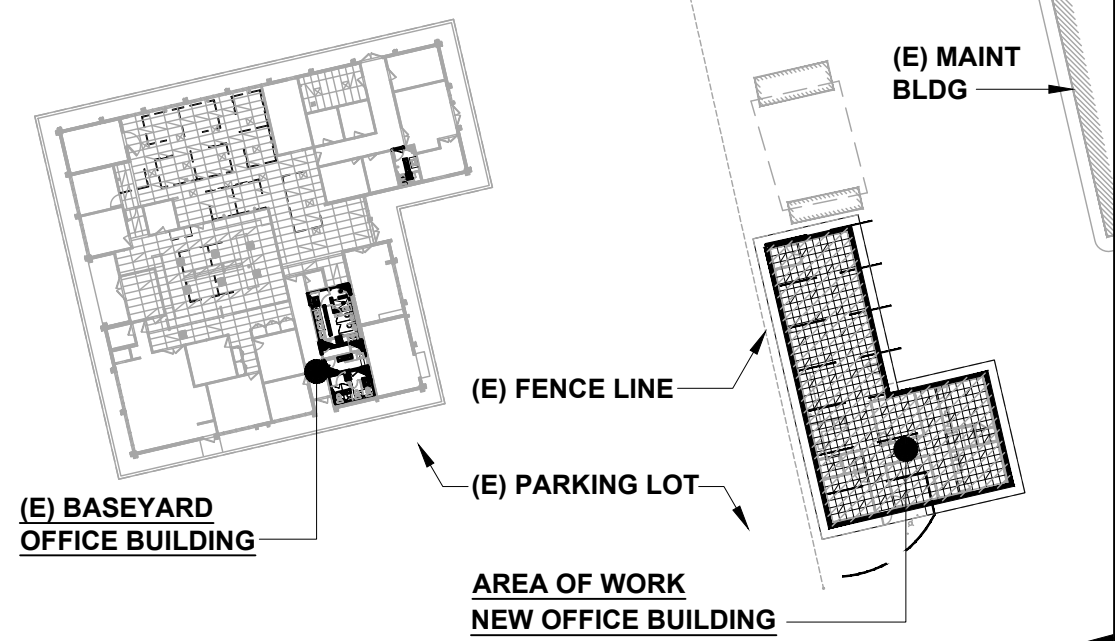 (E) MAINT
BLDG
(E) FENCE LINE
(E) PARKING LOT
(E) BASEYARD
OFFICE BUILDING
AREA OF WORK
NEW OFFICE BUILDING